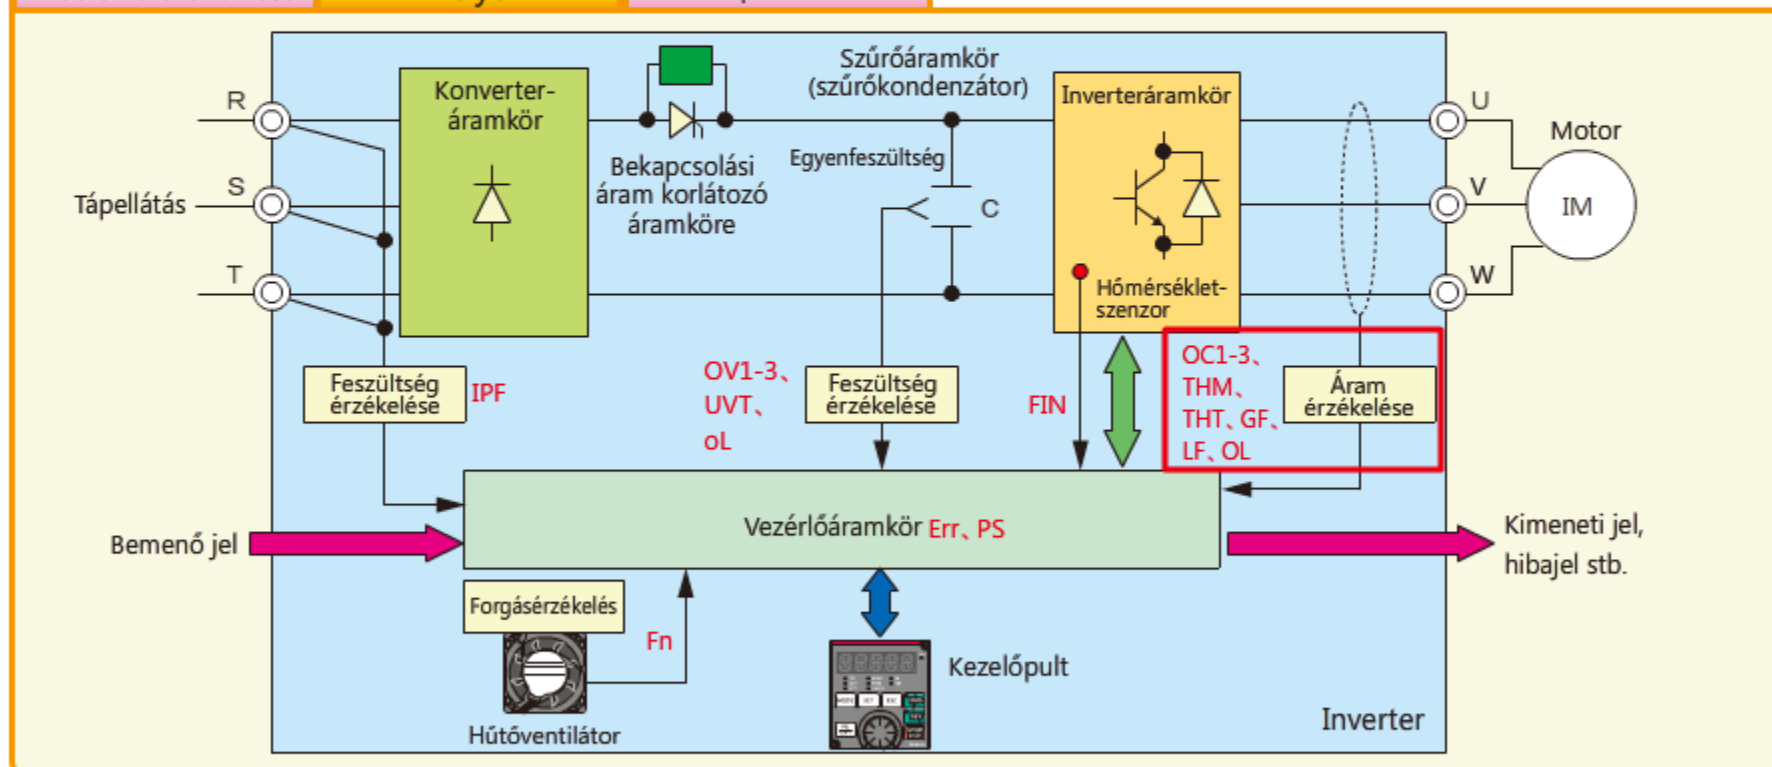 Konverter-
áramkör
Szűrőáramkör
(szűrőkondenzátor)
Inverteráramkör
R
S
T
Tápellátás
Bekapcsolási
áram korlátozó
áramköre
Egyenfeszültség
C
Hőmérséklet-
szenzor
U
V
W
Motor
IM
Feszültség
érzékelése
IPF
OV1-3、
UVT、
oL
Feszültség
érzékelése
FIN
OC1-3、
THM、
THT、GF、
LF、OL
Áram
érzékelése
Bemenő jel
Vezérlőáramkör Err、PS
Kimeneti jel,
hibajel stb.
Forgásérzékelés
Fn
Hűtőventilátor
Kezelőpult
Inverter